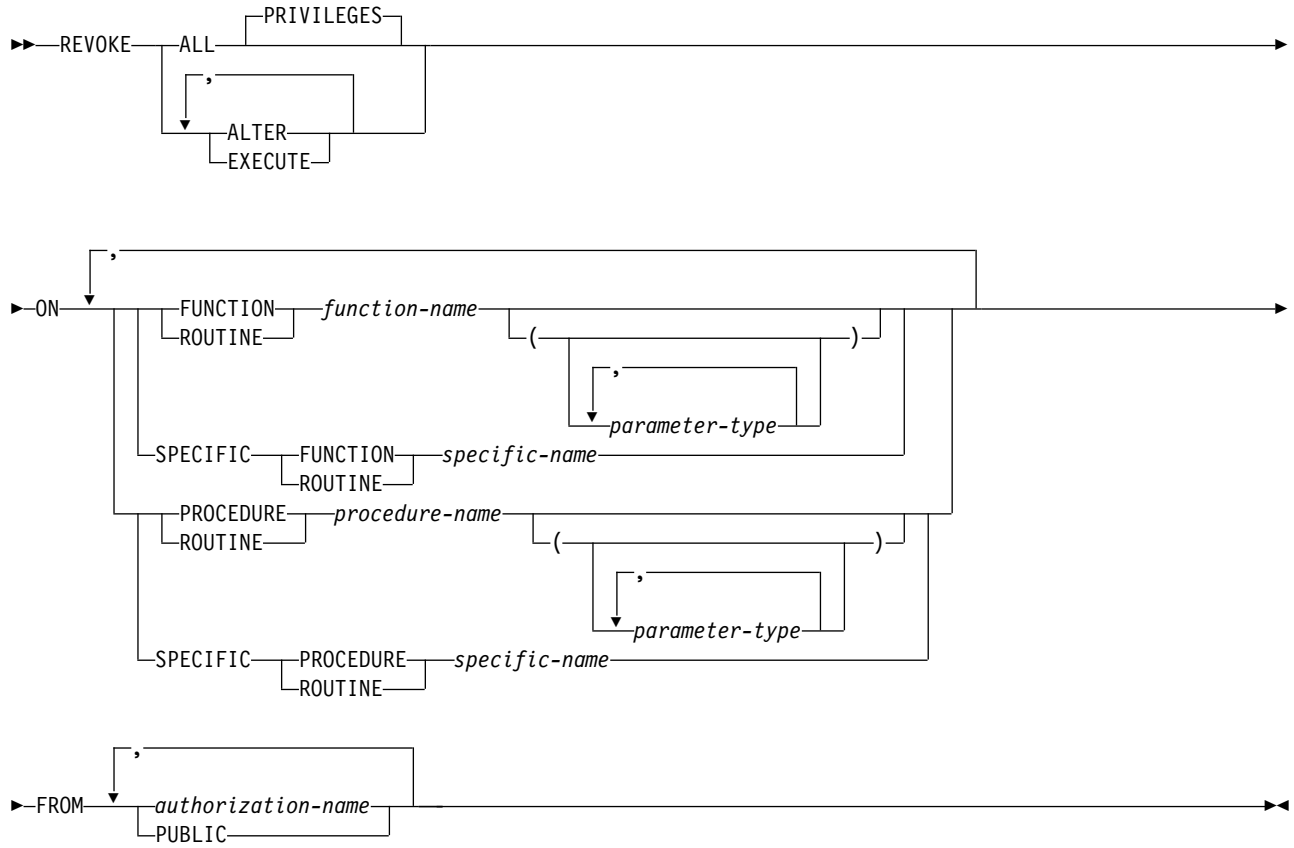 PRIVILEGES
REVOKE ALL
,
ALTER
EXECUTE
,
ON FUNCTION function-name
ROUTINE ( )
,
parameter-type
SPECIFIC FUNCTION specific-name
ROUTINE
PROCEDURE procedure-name
ROUTINE ( )
,
parameter-type
SPECIFIC PROCEDURE specific-name
ROUTINE
,
FROM authorization-name
PUBLIC